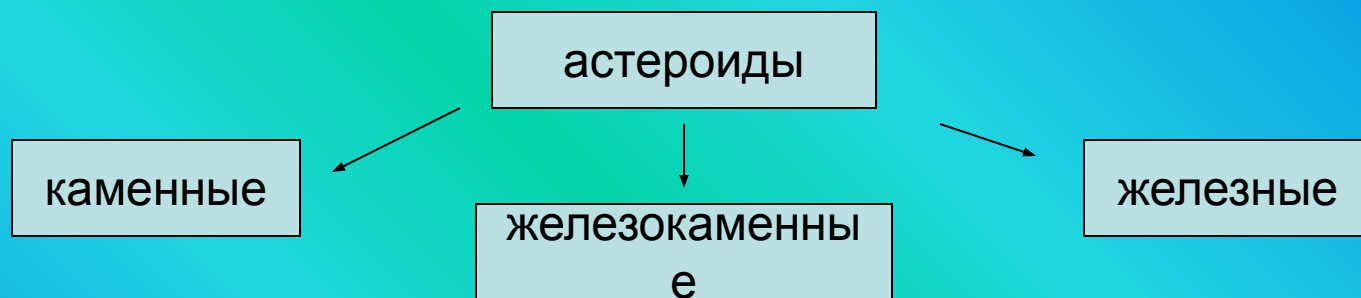 астероиды
каменные
железокаменны
е
железные